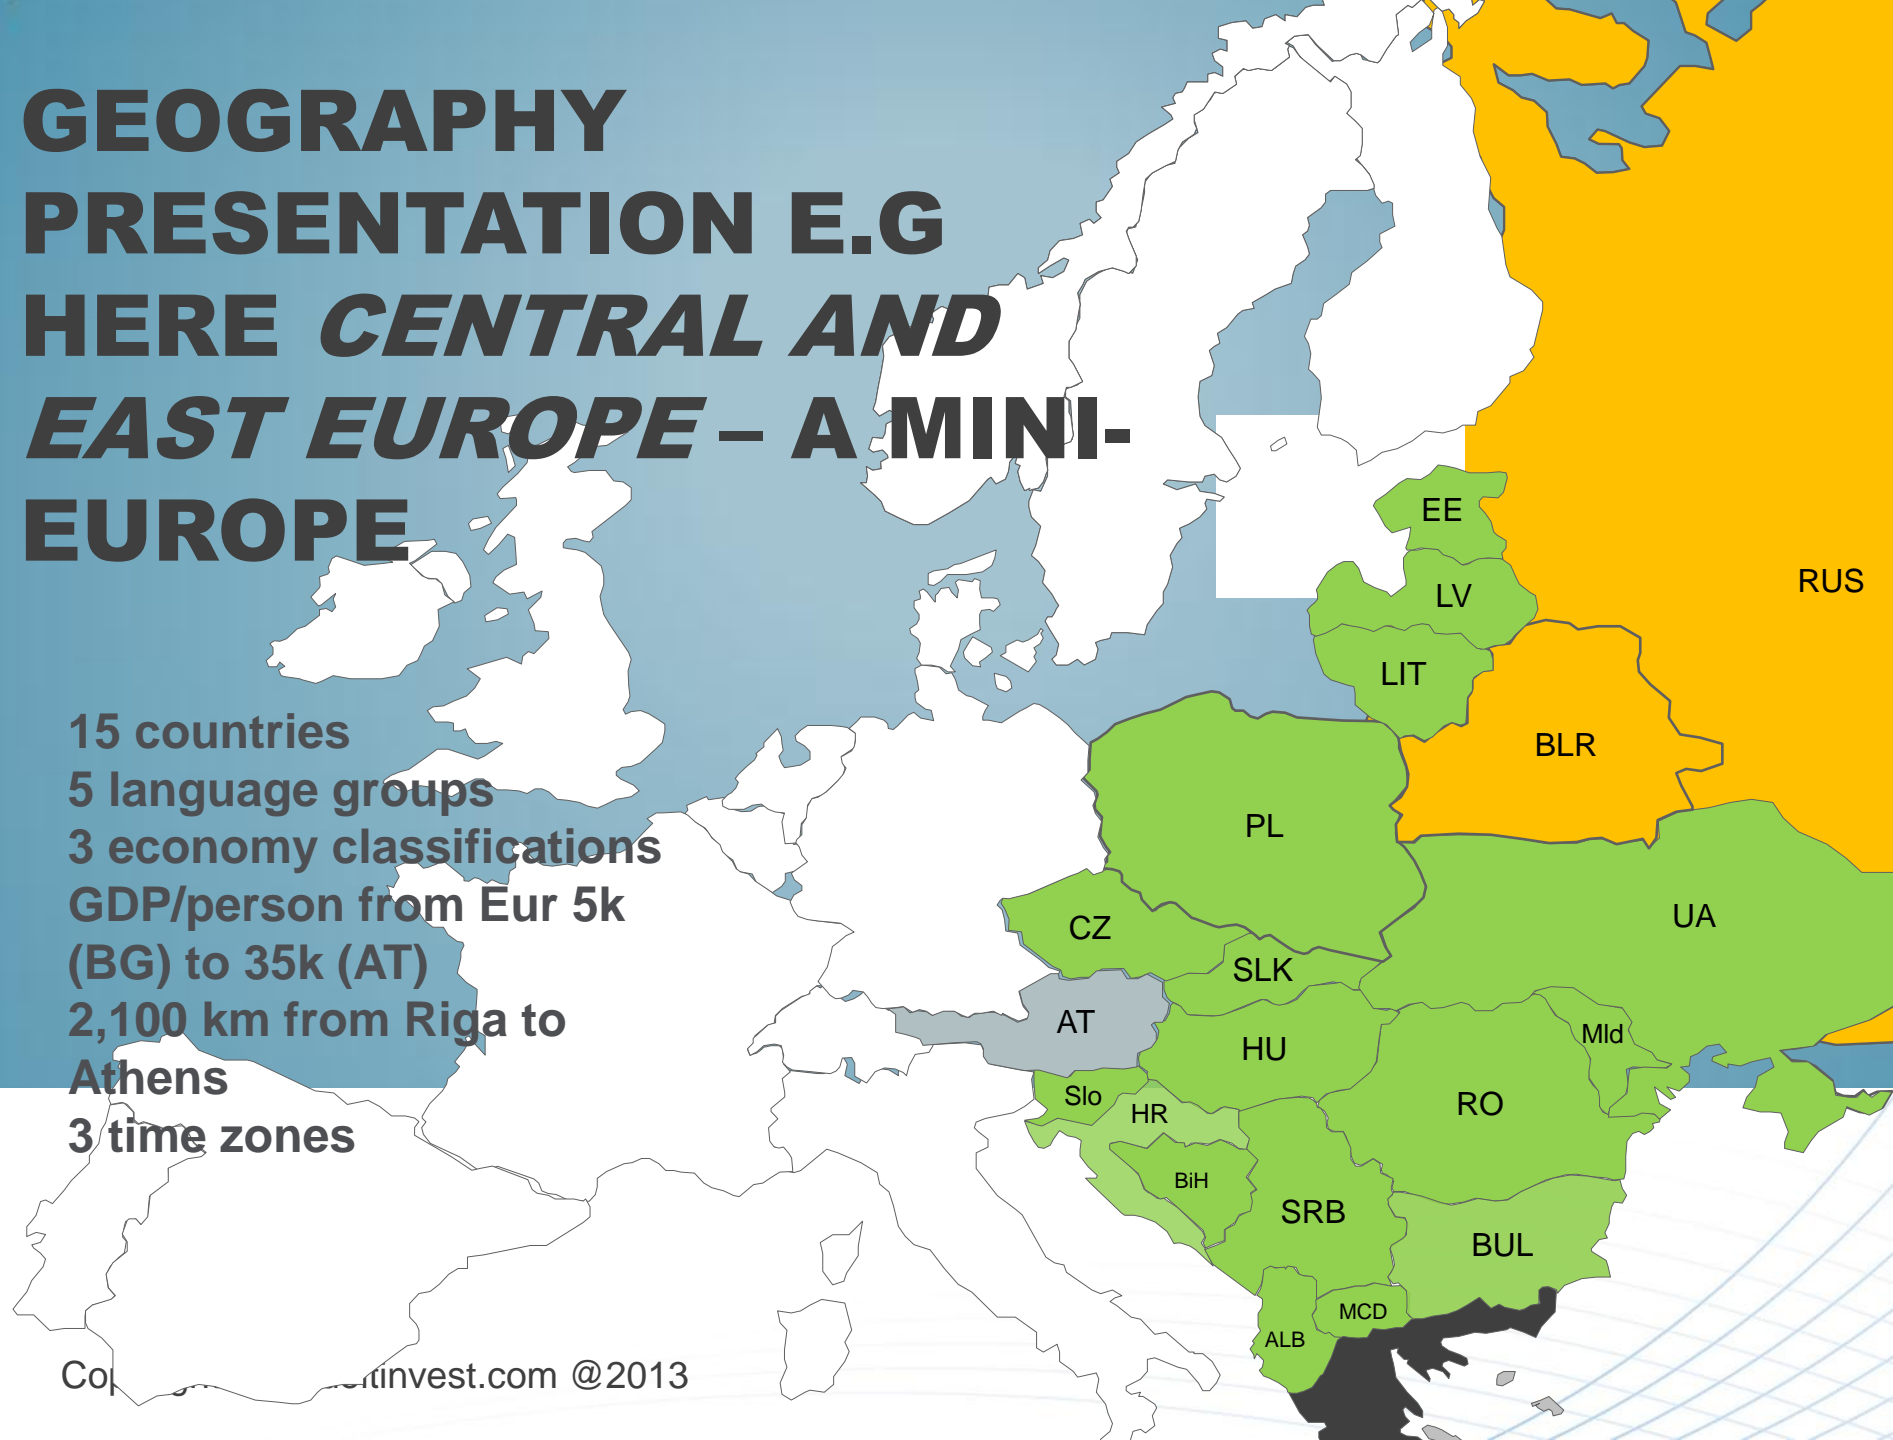 GEOGRAPHY
PRESENTATION E.G
HERE CENTRAL AND
EAST EUROPE – A MINI-
EUROPE
15 countries
5 language groups
3 economy classifications
GDP/person from Eur 5k
(BG) to 35k (AT)
2,100 km from Riga to
Athens
3 time zones
EE
RUS
LV
LIT
BLR
PL
UA
CZ
SLK
AT
Mld
HU
Slo
RO
HR
BiH
SRB
BUL
MCD
ALB
@2013